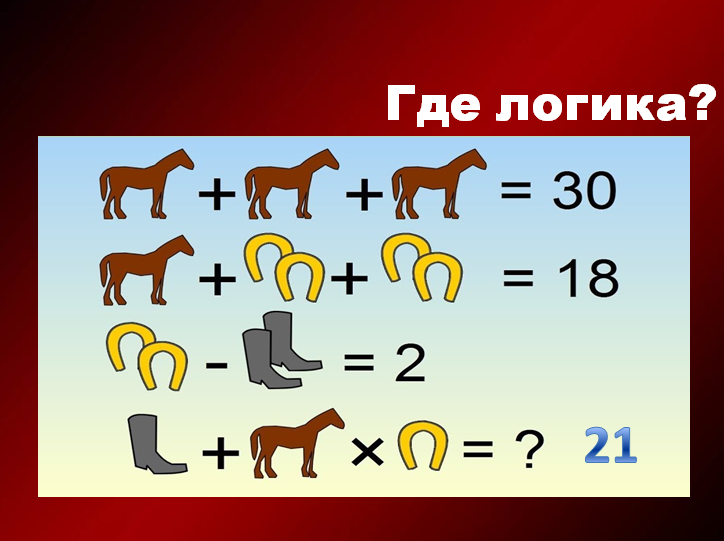 Где логика?
+ + = 30
+ + = 18
- = 2
+ × = ? 21